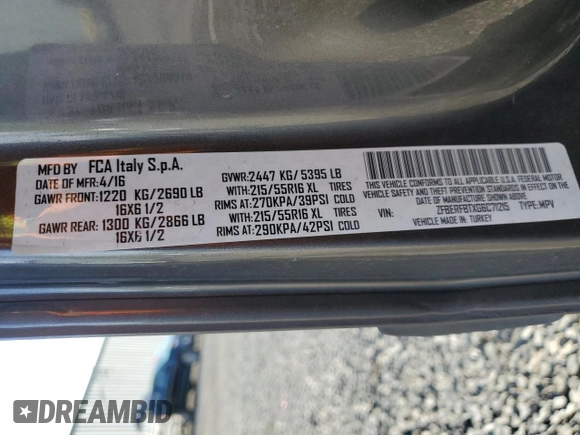 MFD BY FCA Italy S.p.A.
DATE OF MFR:4/16 GVWR:2447 KG/5395 LB
GAWR FRONT:1220 KG/2690 LB WITH:215/55R16 XL TIRES
16X6 1/2 RIMS AT:270KPA/39PSI COLD
GAWR REAR: 1300 KG/2866 LB WITH:215/55R16 XL TIRES
16X6 1/2 RIMS AT:290KPA/42PSI COLD
THIS VEHICLE CONFORMS TO ALL APPLICABLE U.S.A. FEDERAL MOTOR
VEHICLE SAFETY, BUMPER, AND THEFT PREVENTION STANDARDS IN
EFFECT ON THE DATE OF MANUFACTURE SHOWN ABOVE.
VIN: ZFBERFBTXG6C71215 TYPE:MPV
VEHICLE MADE IN: TURKEY
DREAMBID